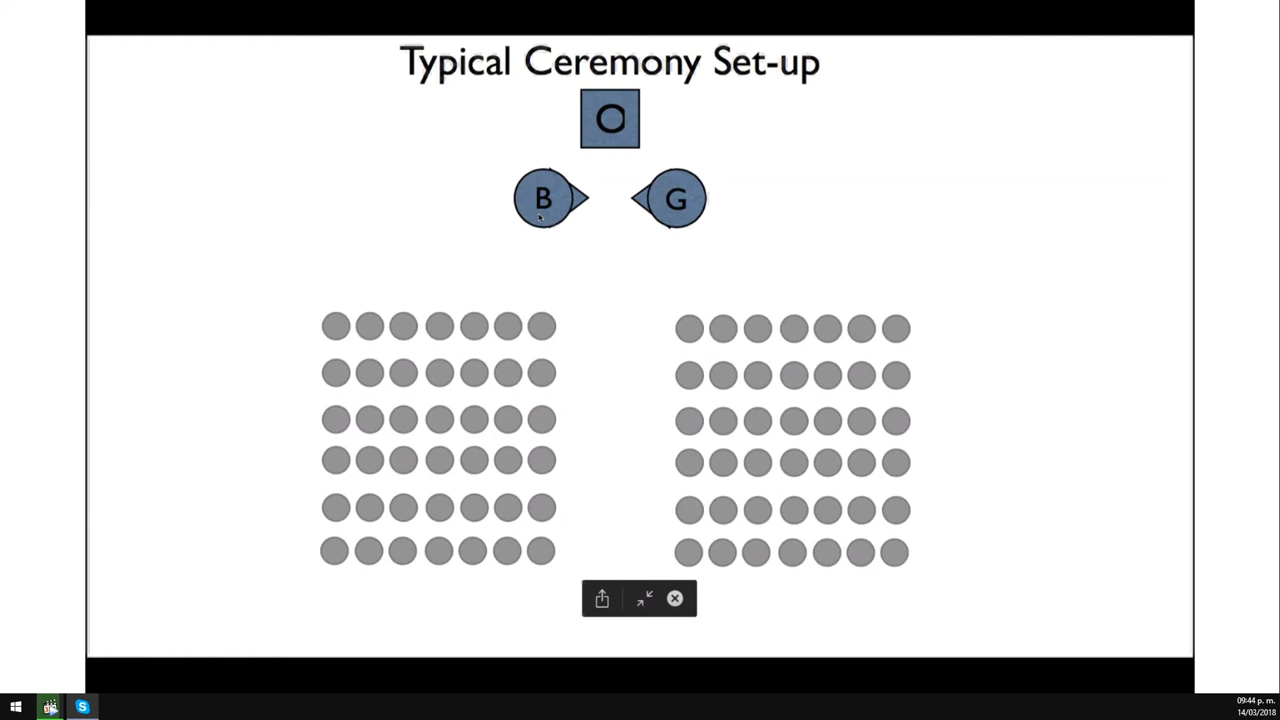 Typical Ceremony Set-up
O
B G
09:44 p. m.
14/03/2018